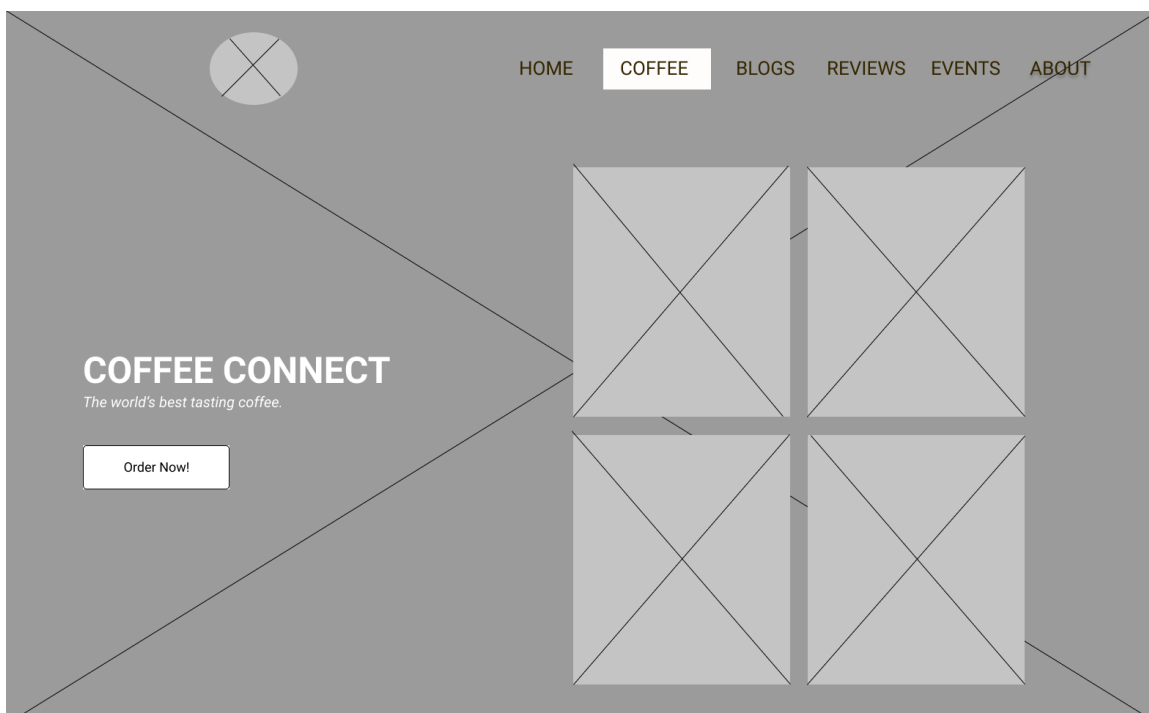 HOME COFFEE BLOGS REVIEWS EVENTS ABOUT
COFFEE CONNECT
The world's best tasting coffee.
Order Now!